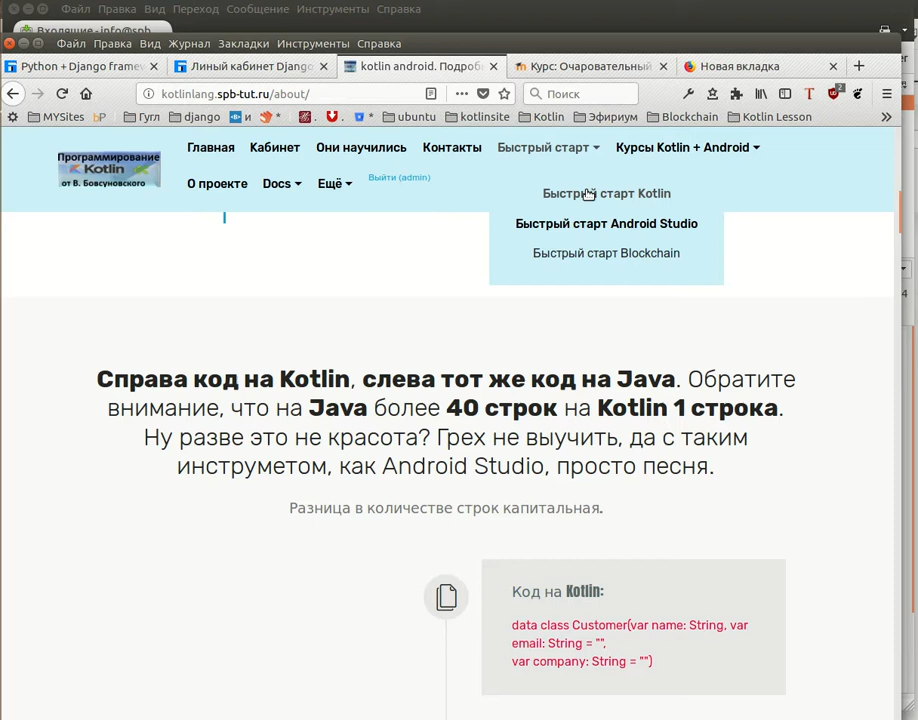 Файл Правка Вид Переход Сообщение Инструменты Справка
Входящие - info@spb
Файл Правка Вид Журнал Закладки Инструменты Справка
Python + Django framew
Линый кабинет Django
kotlin android. Подроб
Курс: Очаровательный
Новая вкладка
kotlinlang.spb-tut.ru/about/
Поиск
MYSites bP Гугл django и ubuntu kotlinsite Kotlin Эфириум Blockchain Kotlin Lesson
Программирование
Kotlin
от В. Бовсуновского
Главная Кабинет Они научились Контакты Быстрый старт Курсы Kotlin + Android
О проекте Docs Ещё Выйти (admin)
Быстрый старт Kotlin
Быстрый старт Android Studio
Быстрый старт Blockchain
Справа код на Kotlin, слева тот же код на Java. Обратите
внимание, что на Java более 40 строк на Kotlin 1 строка.
Ну разве это не красота? Грех не выучить, да с таким
инструметом, как Android Studio, просто песня.
Разница в количестве строк капитальная.
Код на Kotlin:
data class Customer(var name: String, var
email: String = "",
var company: String = "")